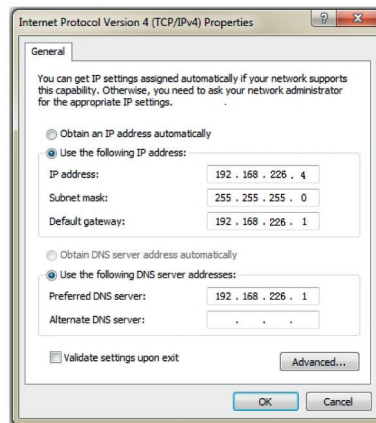 Internet Protocol Version 4 (TCP/IPv4) Properties
General
You can get IP settings assigned automatically if your network supports
this capability. Otherwise, you need to ask your network administrator
for the appropriate IP settings.
Obtain an IP address automatically
Use the following IP address:
IP address: 192 . 168 . 226 . 4
Subnet mask: 255 . 255 . 255 . 0
Default gateway: 192 . 168 . 226 . 1
Obtain DNS server address automatically
Use the following DNS server addresses:
Preferred DNS server: 192 . 168 . 226 . 1
Alternate DNS server: . . .
Validate settings upon exit
Advanced...
OK Cancel